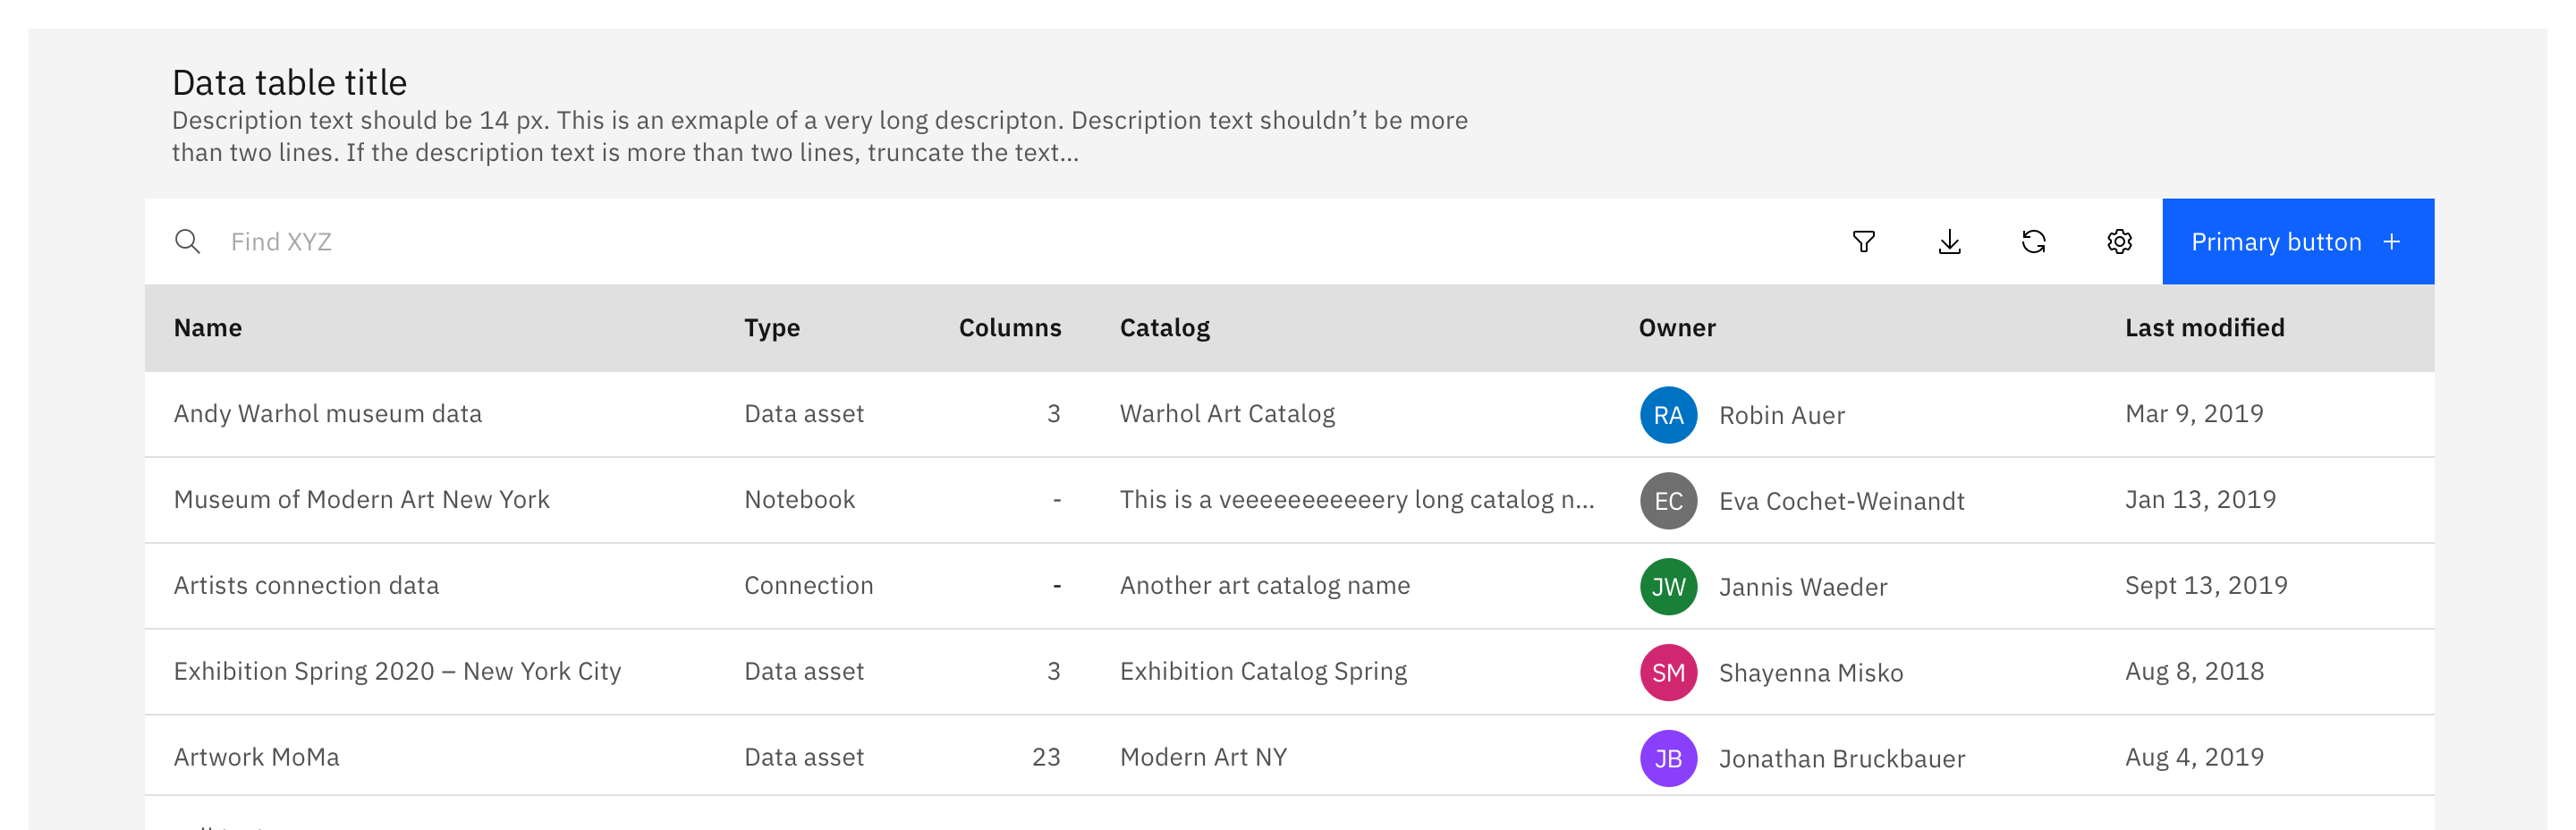 Data table title
Description text should be 14 px. This is an exmaple of a very long descripton. Description text shouldn’t be more
than two lines. If the description text is more than two lines, truncate the text...
Find XYZ
Primary button +
Name Type Columns Catalog Owner Last modified
Andy Warhol museum data Data asset 3 Warhol Art Catalog RA Robin Auer Mar 9, 2019
Museum of Modern Art New York Notebook - This is a veeeeeeeeeeery long catalog n... EC Eva Cochet-Weinandt Jan 13, 2019
Artists connection data Connection - Another art catalog name JW Jannis Waeder Sept 13, 2019
Exhibition Spring 2020 – New York City Data asset 3 Exhibition Catalog Spring SM Shayenna Misko Aug 8, 2018
Artwork MoMa Data asset 23 Modern Art NY JB Jonathan Bruckbauer Aug 4, 2019